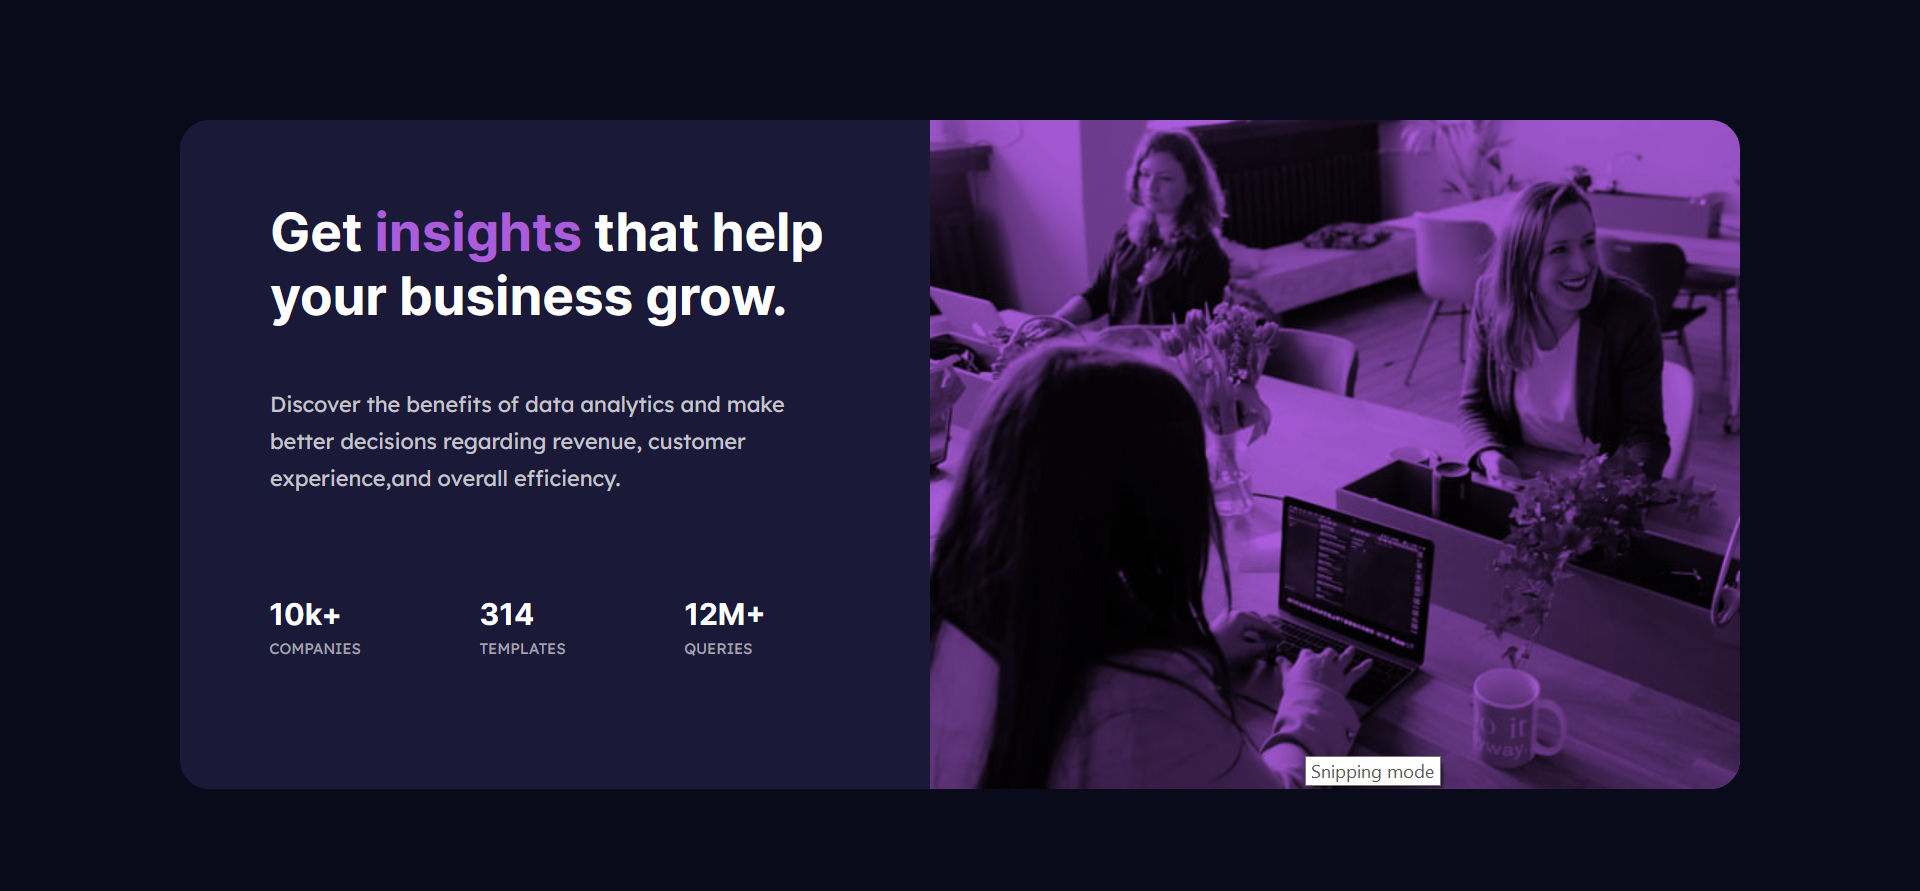 Get insights that help
your business grow.
Discover the benefits of data analytics and make
better decisions regarding revenue, customer
experience,and overall efficiency.
10k+ 314 12M+
COMPANIES TEMPLATES QUERIES
Snipping mode